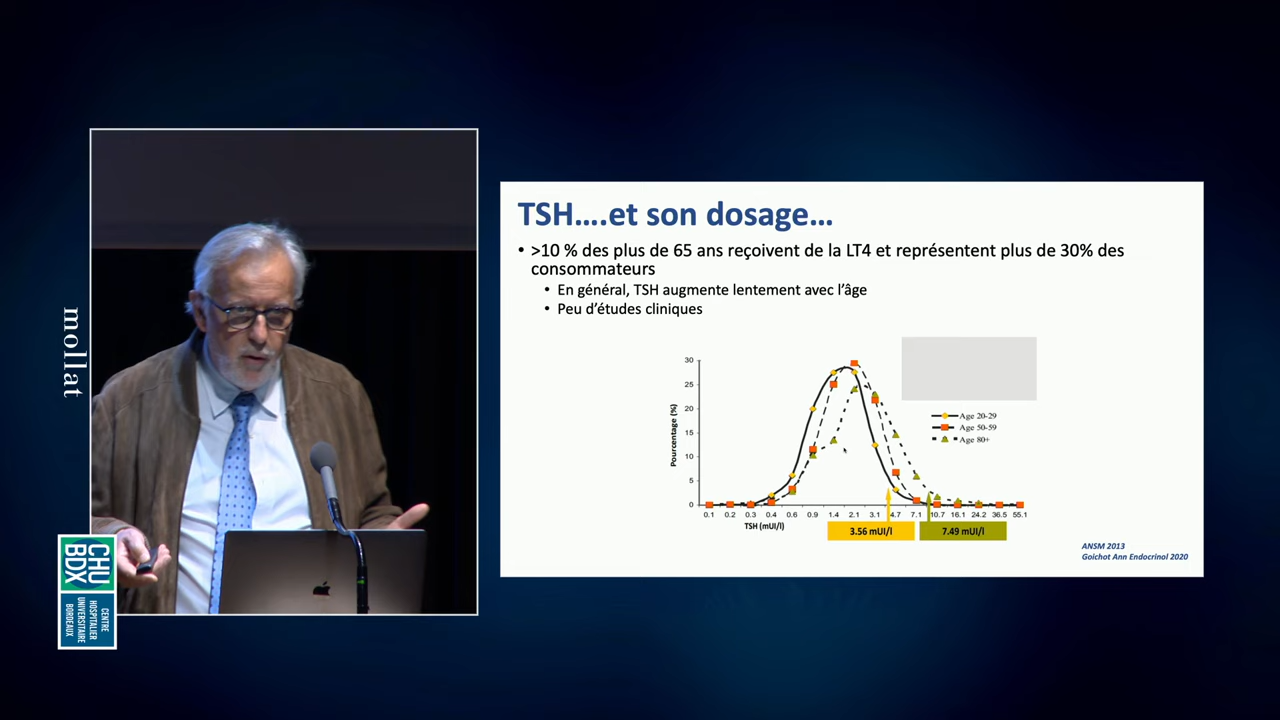 mollat
CHU
BDX
CENTRE
HOSPITALIER
UNIVERSITAIRE
BORDEAUX
TSH....et son dosage...
• >10 % des plus de 65 ans reçoivent de la LT4 et représentent plus de 30% des
consommateurs
• En général, TSH augmente lentement avec l'âge
• Peu d'études cliniques
30
25
20
15
10
5
0
Pourcentage (%)
0.1 0.2 0.3 0.4 0.6 0.9 1.4 2.1 3.1 4.7 7.1 10.7 16.1 24.2 36.5 55.1
TSH (mUI/l)
Age 20-29
Age 50-59
Age 80+
3.56 mUI/l
7.49 mUI/l
ANSM 2013
Goichot Ann Endocrinol 2020